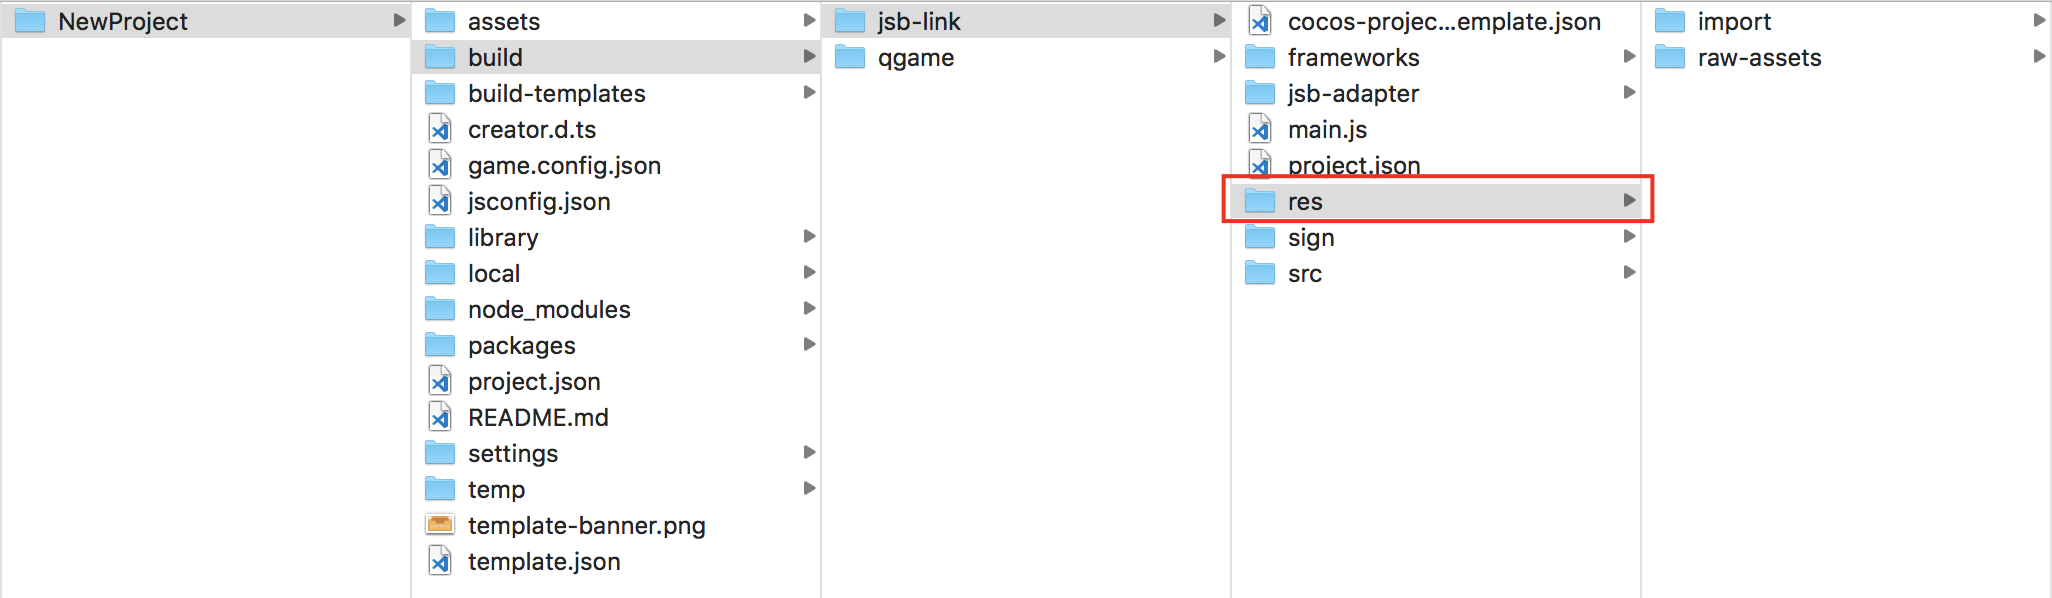 NewProject
assets
build
build-templates
creator.d.ts
game.config.json
jsconfig.json
library
local
node_modules
packages
project.json
README.md
settings
temp
template-banner.png
template.json
jsb-link
qgame
cocos-projec...emplate.json
frameworks
jsb-adapter
main.js
project.json
res
sign
src
import
raw-assets